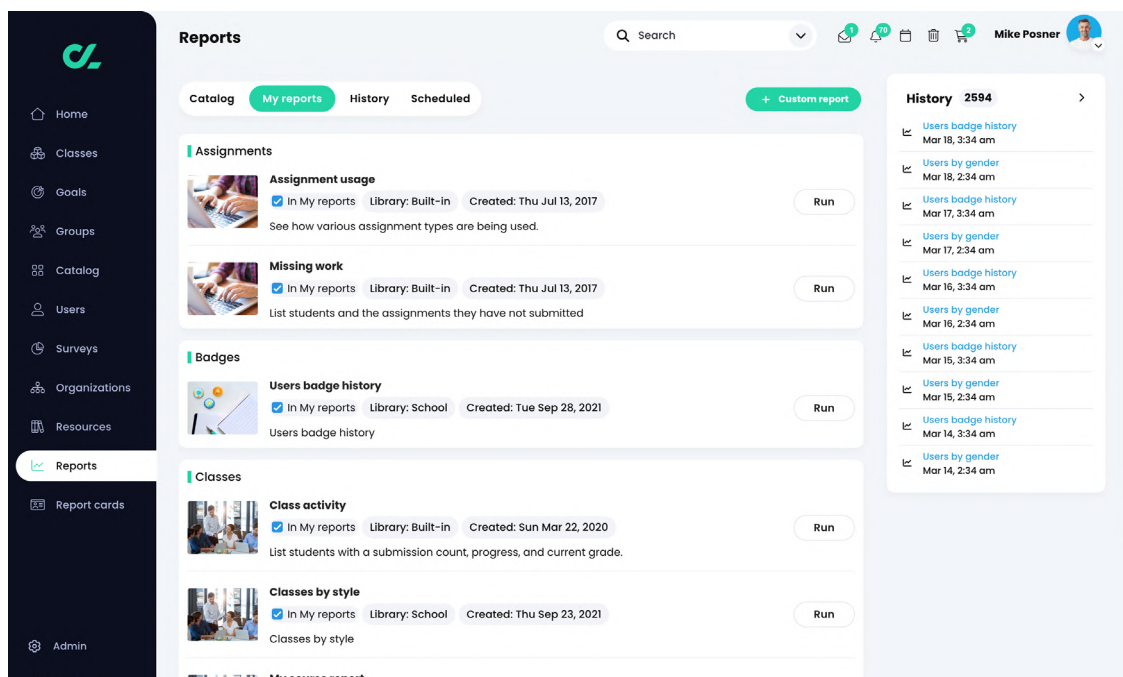 Reports
Search
1
70
2
Mike Posner
Home
Classes
Goals
Groups
Catalog
Users
Surveys
Organizations
Resources
Reports
Report cards
Admin
Catalog My reports History Scheduled
+ Custom report
Assignments
Assignment usage
In My reports Library: Built-in Created: Thu Jul 13, 2017
Run
See how various assignment types are being used.
Missing work
In My reports Library: Built-in Created: Thu Jul 13, 2017
Run
List students and the assignments they have not submitted
Badges
Users badge history
In My reports Library: School Created: Tue Sep 28, 2021
Run
Users badge history
Classes
Class activity
In My reports Library: Built-in Created: Sun Mar 22, 2020
Run
List students with a submission count, progress, and current grade.
Classes by style
In My reports Library: School Created: Thu Sep 23, 2021
Run
Classes by style
History 2594
Users badge history
Mar 18, 3:34 am
Users by gender
Mar 18, 2:34 am
Users badge history
Mar 17, 3:34 am
Users by gender
Mar 17, 2:34 am
Users badge history
Mar 16, 3:34 am
Users by gender
Mar 16, 2:34 am
Users badge history
Mar 15, 3:34 am
Users by gender
Mar 15, 2:34 am
Users badge history
Mar 14, 3:34 am
Users by gender
Mar 14, 2:34 am